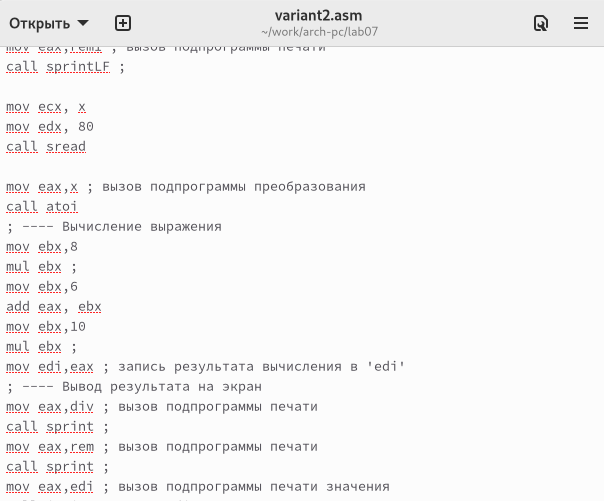 Открыть
variant2.asm
~/work/arch-pc/lab07
mov eax,rem1 ; вызов подпрограммы печати
call sprintLF ;
mov ecx, x
mov edx, 80
call sread
mov eax,x ; вызов подпрограммы преобразования
call atoi
; ---- Вычисление выражения
mov ebx,8
mul ebx ;
mov ebx,6
add eax, ebx
mov ebx,10
mul ebx ;
mov edi,eax ; запись результата вычисления в 'edi'
; ---- Вывод результата на экран
mov eax,div ; вызов подпрограммы печати
call sprint ;
mov eax,rem ; вызов подпрограммы печати
call sprint ;
mov eax,edi ; вызов подпрограммы печати значения